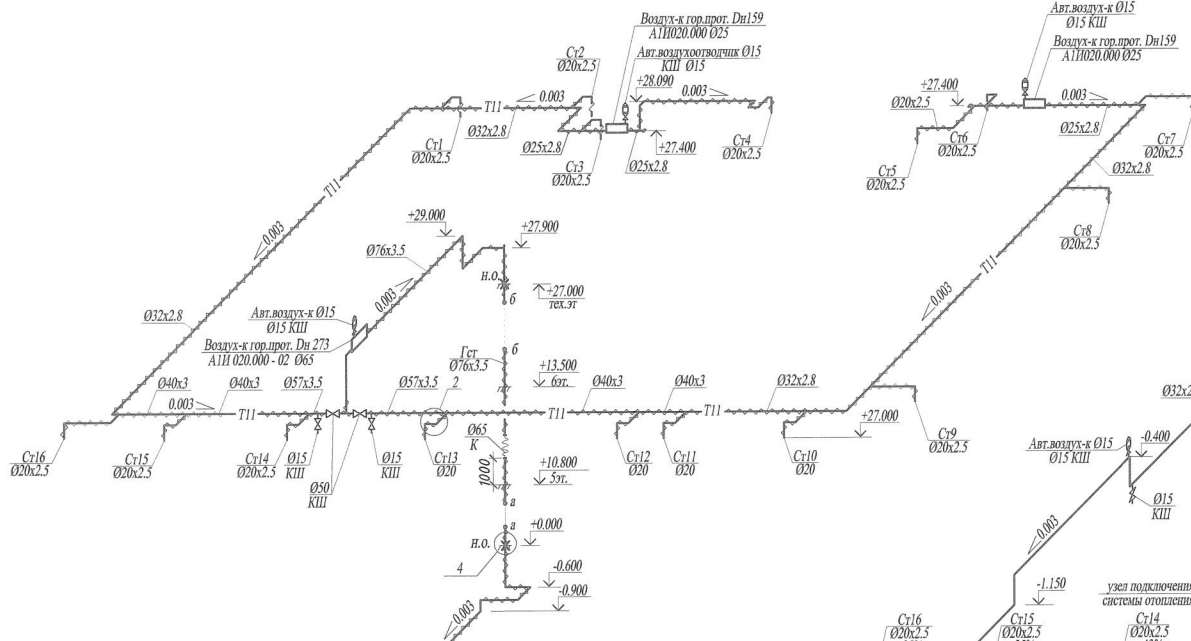 Воздух-к гор.прот. Dн159
А1И020.000 Ø25
Авт.воздухоотводчик Ø15
КШ Ø15
Ст2
Ø20х2.5
+28.090
0.003
0.003
Т11
Ø32х2.8
Ст1
Ø20х2.5
Ø25х2.8
Ст3
Ø20х2.5
Ø25х2.8
+27.400
Ст4
Ø20х2.5
Авт.воздух-к Ø15
Ø15 КШ
Воздух-к гор.прот. Dн159
А1И020.000 Ø25
+27.400
0.003
Ø20х2.5
Ø25х2.8
Ст5
Ø20х2.5
Ст6
Ø20х2.5
Ст7
Ø20х2.5
Ø32х2.8
Ст8
Ø20х2.5
Т11
0.003
Т11
0.003
+29.000
+27.900
Ø76х3.5
0.003
н.о.
+27.000
тех.эт
б
Ø32х2.8
Авт.воздух-к Ø15
Ø15 КШ
Воздух-к гор.прот. Dн 273
А1И 020.000 - 02 Ø65
б
Гст
Ø76х3.5
+13.500
6эт.
Ø40х3
Ø40х3
0.003
Ø57х3.5
Ø57х3.5
2
Ø40х3
Ø40х3
Ø32х2.8
Т11
Т11
Т11
+27.000
Ст16
Ø20х2.5
Ст15
Ø20х2.5
Ст14
Ø20х2.5
Ø15
КШ
Ø50
КШ
Ø15
КШ
Ст13
Ø20
Ø65
К
1000
+10.800
5эт.
Ст12
Ø20
Ст11
Ø20
Ст10
Ø20
Ст9
Ø20х2.5
а
а
+0.000
н.о.
4
-0.600
-0.900
0.003
Авт.воздух-к Ø15
Ø15 КШ
-0.400
Ø15
КШ
0.003
-1.150
узел подключения
системы отопления
Ст16
Ø20х2.5
Ст15
Ø20х2.5
Ст14
Ø20х2.5